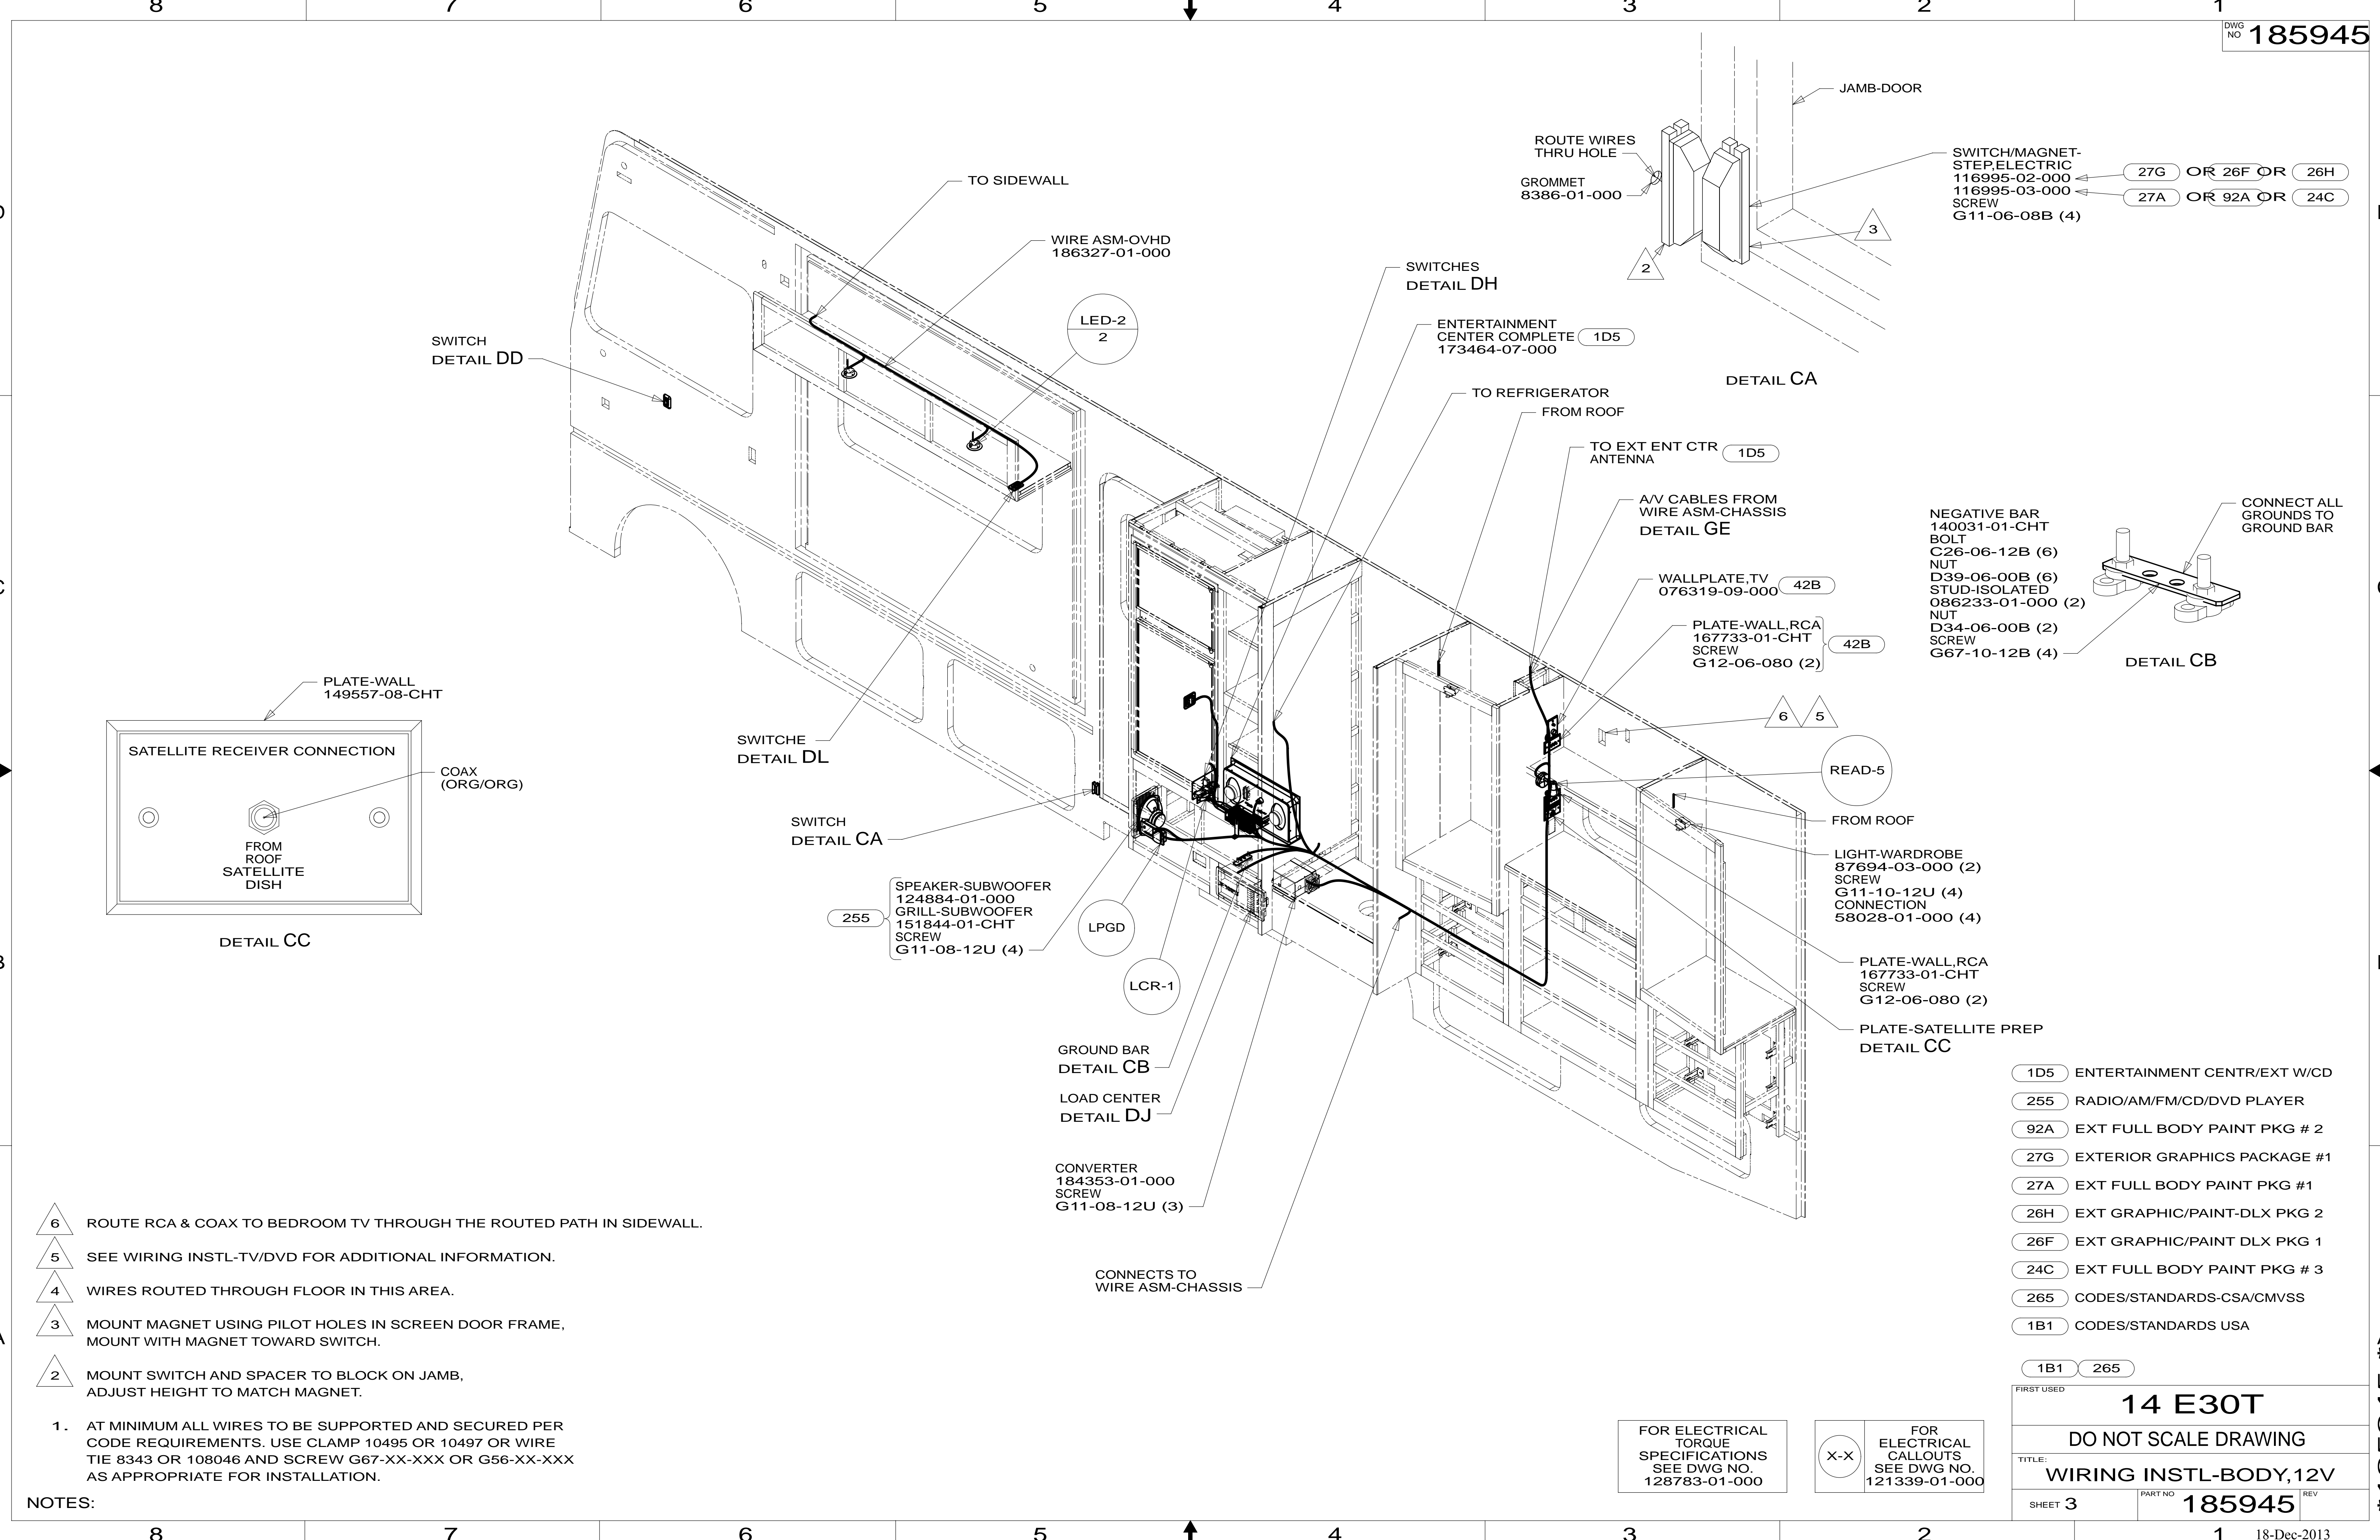 8 7 6 5 4 3 2 1
DWG NO 185945
JAMB-DOOR
ROUTE WIRES
THRU HOLE
GROMMET
8386-01-000
SWITCH/MAGNET-
STEP,ELECTRIC
116995-02-000
116995-03-000
SCREW
G11-06-08B (4)
27G OR 26F OR 26H
27A OR 92A OR 24C
3
2
DETAIL CA
TO SIDEWALL
WIRE ASM-OVHD
186327-01-000
LED-2
2
SWITCH
DETAIL DD
SWITCHES
DETAIL DH
ENTERTAINMENT
CENTER COMPLETE 1D5
173464-07-000
TO REFRIGERATOR
FROM ROOF
TO EXT ENT CTR
ANTENNA
1D5
A/V CABLES FROM
WIRE ASM-CHASSIS
DETAIL GE
WALLPLATE,TV
076319-09-000
42B
PLATE-WALL,RCA
167733-01-CHT
SCREW
G12-06-080 (2)
42B
NEGATIVE BAR
140031-01-CHT
BOLT
C26-06-12B (6)
NUT
D39-06-00B (6)
STUD-ISOLATED
086233-01-000 (2)
NUT
D34-06-00B (2)
SCREW
G67-10-12B (4)
CONNECT ALL
GROUNDS TO
GROUND BAR
DETAIL CB
6 5
READ-5
FROM ROOF
LIGHT-WARDROBE
87694-03-000 (2)
SCREW
G11-10-12U (4)
CONNECTION
58028-01-000 (4)
PLATE-WALL,RCA
167733-01-CHT
SCREW
G12-06-080 (2)
PLATE-SATELLITE PREP
DETAIL CC
PLATE-WALL
149557-08-CHT
SATELLITE RECEIVER CONNECTION
COAX
(ORG/ORG)
FROM
ROOF
SATELLITE
DISH
DETAIL CC
SWITCHE
DETAIL DL
SWITCH
DETAIL CA
255
SPEAKER-SUBWOOFER
124884-01-000
GRILL-SUBWOOFER
151844-01-CHT
SCREW
G11-08-12U (4)
LPGD
LCR-1
GROUND BAR
DETAIL CB
LOAD CENTER
DETAIL DJ
CONVERTER
184353-01-000
SCREW
G11-08-12U (3)
CONNECTS TO
WIRE ASM-CHASSIS
1D5 ENTERTAINMENT CENTR/EXT W/CD
255 RADIO/AM/FM/CD/DVD PLAYER
92A EXT FULL BODY PAINT PKG # 2
27G EXTERIOR GRAPHICS PACKAGE #1
27A EXT FULL BODY PAINT PKG #1
26H EXT GRAPHIC/PAINT-DLX PKG 2
26F EXT GRAPHIC/PAINT DLX PKG 1
24C EXT FULL BODY PAINT PKG # 3
265 CODES/STANDARDS-CSA/CMVSS
1B1 CODES/STANDARDS USA
1B1 265
6 ROUTE RCA & COAX TO BEDROOM TV THROUGH THE ROUTED PATH IN SIDEWALL.
5 SEE WIRING INSTL-TV/DVD FOR ADDITIONAL INFORMATION.
4 WIRES ROUTED THROUGH FLOOR IN THIS AREA.
3 MOUNT MAGNET USING PILOT HOLES IN SCREEN DOOR FRAME,
MOUNT WITH MAGNET TOWARD SWITCH.
2 MOUNT SWITCH AND SPACER TO BLOCK ON JAMB,
ADJUST HEIGHT TO MATCH MAGNET.
1. AT MINIMUM ALL WIRES TO BE SUPPORTED AND SECURED PER
CODE REQUIREMENTS. USE CLAMP 10495 OR 10497 OR WIRE
TIE 8343 OR 108046 AND SCREW G67-XX-XXX OR G56-XX-XXX
AS APPROPRIATE FOR INSTALLATION.
NOTES:
FOR ELECTRICAL
TORQUE
SPECIFICATIONS
SEE DWG NO.
128783-01-000
X-X
FOR
ELECTRICAL
CALLOUTS
SEE DWG NO.
121339-01-000
FIRST USED
14 E30T
DO NOT SCALE DRAWING
TITLE:
WIRING INSTL-BODY,12V
SHEET 3
PART NO 185945
REV
8 7 6 5 4 3 2 1
18-Dec-2013